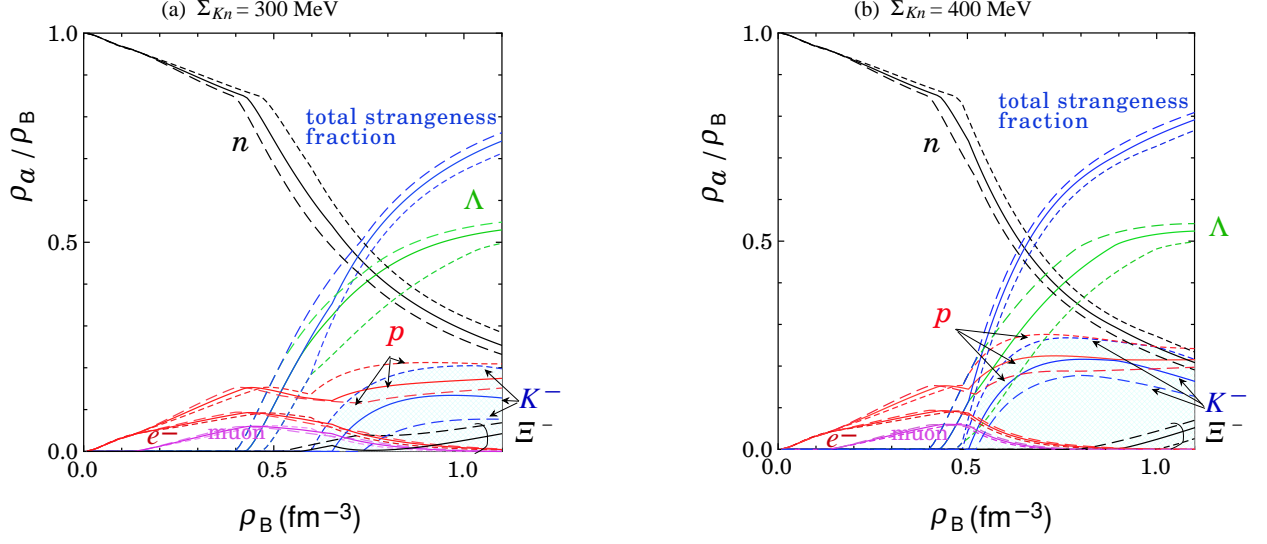 (a) Σ_Kn = 300 MeV
1.0
0.5
0.0
ρ_α / ρ_B
n
total strangeness
fraction
Λ
p
K⁻
Ξ⁻
e−
muon
0.0
0.5
1.0
ρ_B (fm⁻³)
(b) Σ_Kn = 400 MeV
1.0
0.5
0.0
ρ_α / ρ_B
n
total strangeness
fraction
Λ
p
K⁻
Ξ⁻
e−
muon
0.0
0.5
1.0
ρ_B (fm⁻³)